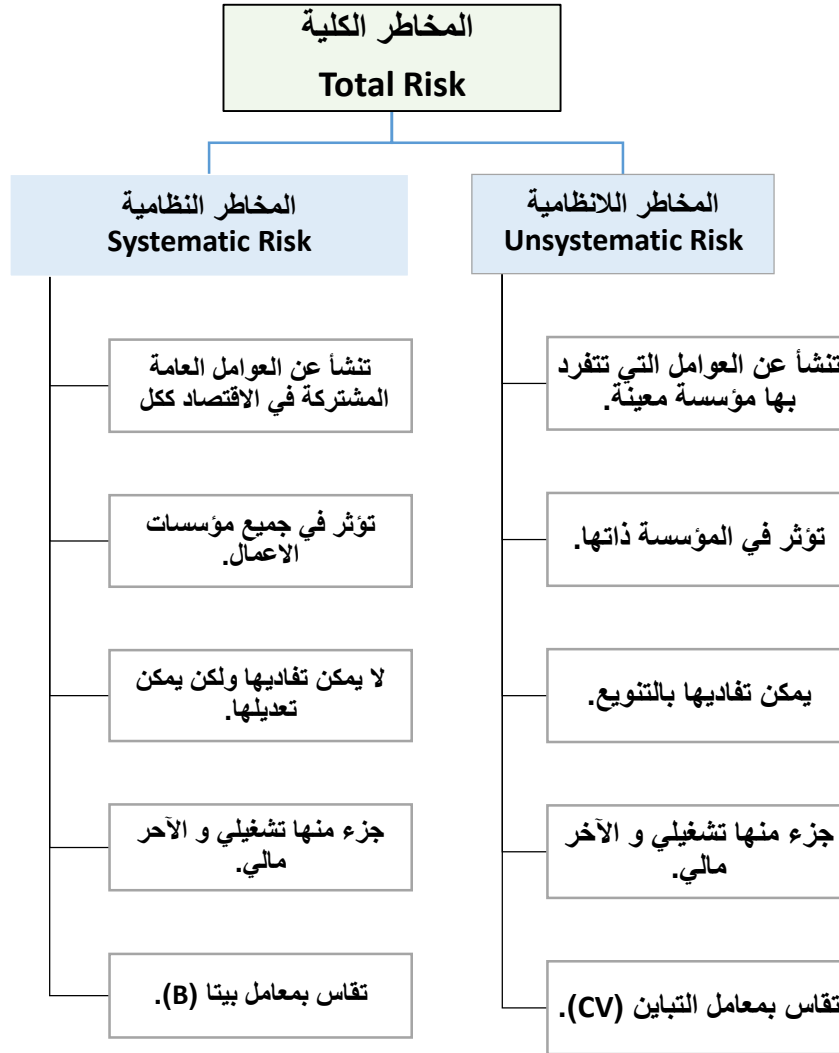 المخاطر الكلية
Total Risk
المخاطر النظامية
Systematic Risk
تنشأ عن العوامل العامة
المشتركة في الاقتصاد ككل
تؤثر في جميع مؤسسات
الاعمال.
لا يمكن تفاديها ولكن يمكن
تعديلها.
جزء منها تشغيلي و الآحر
مالي.
تقاس بمعامل بيتا (B).
المخاطر اللانظامية
Unsystematic Risk
تنشأ عن العوامل التي تتفرد
بها مؤسسة معينة.
تؤثر في المؤسسة ذاتها.
يمكن تفاديها بالتنويع.
جزء منها تشغيلي و الآخر
مالي.
تقاس بمعامل التباين (CV).